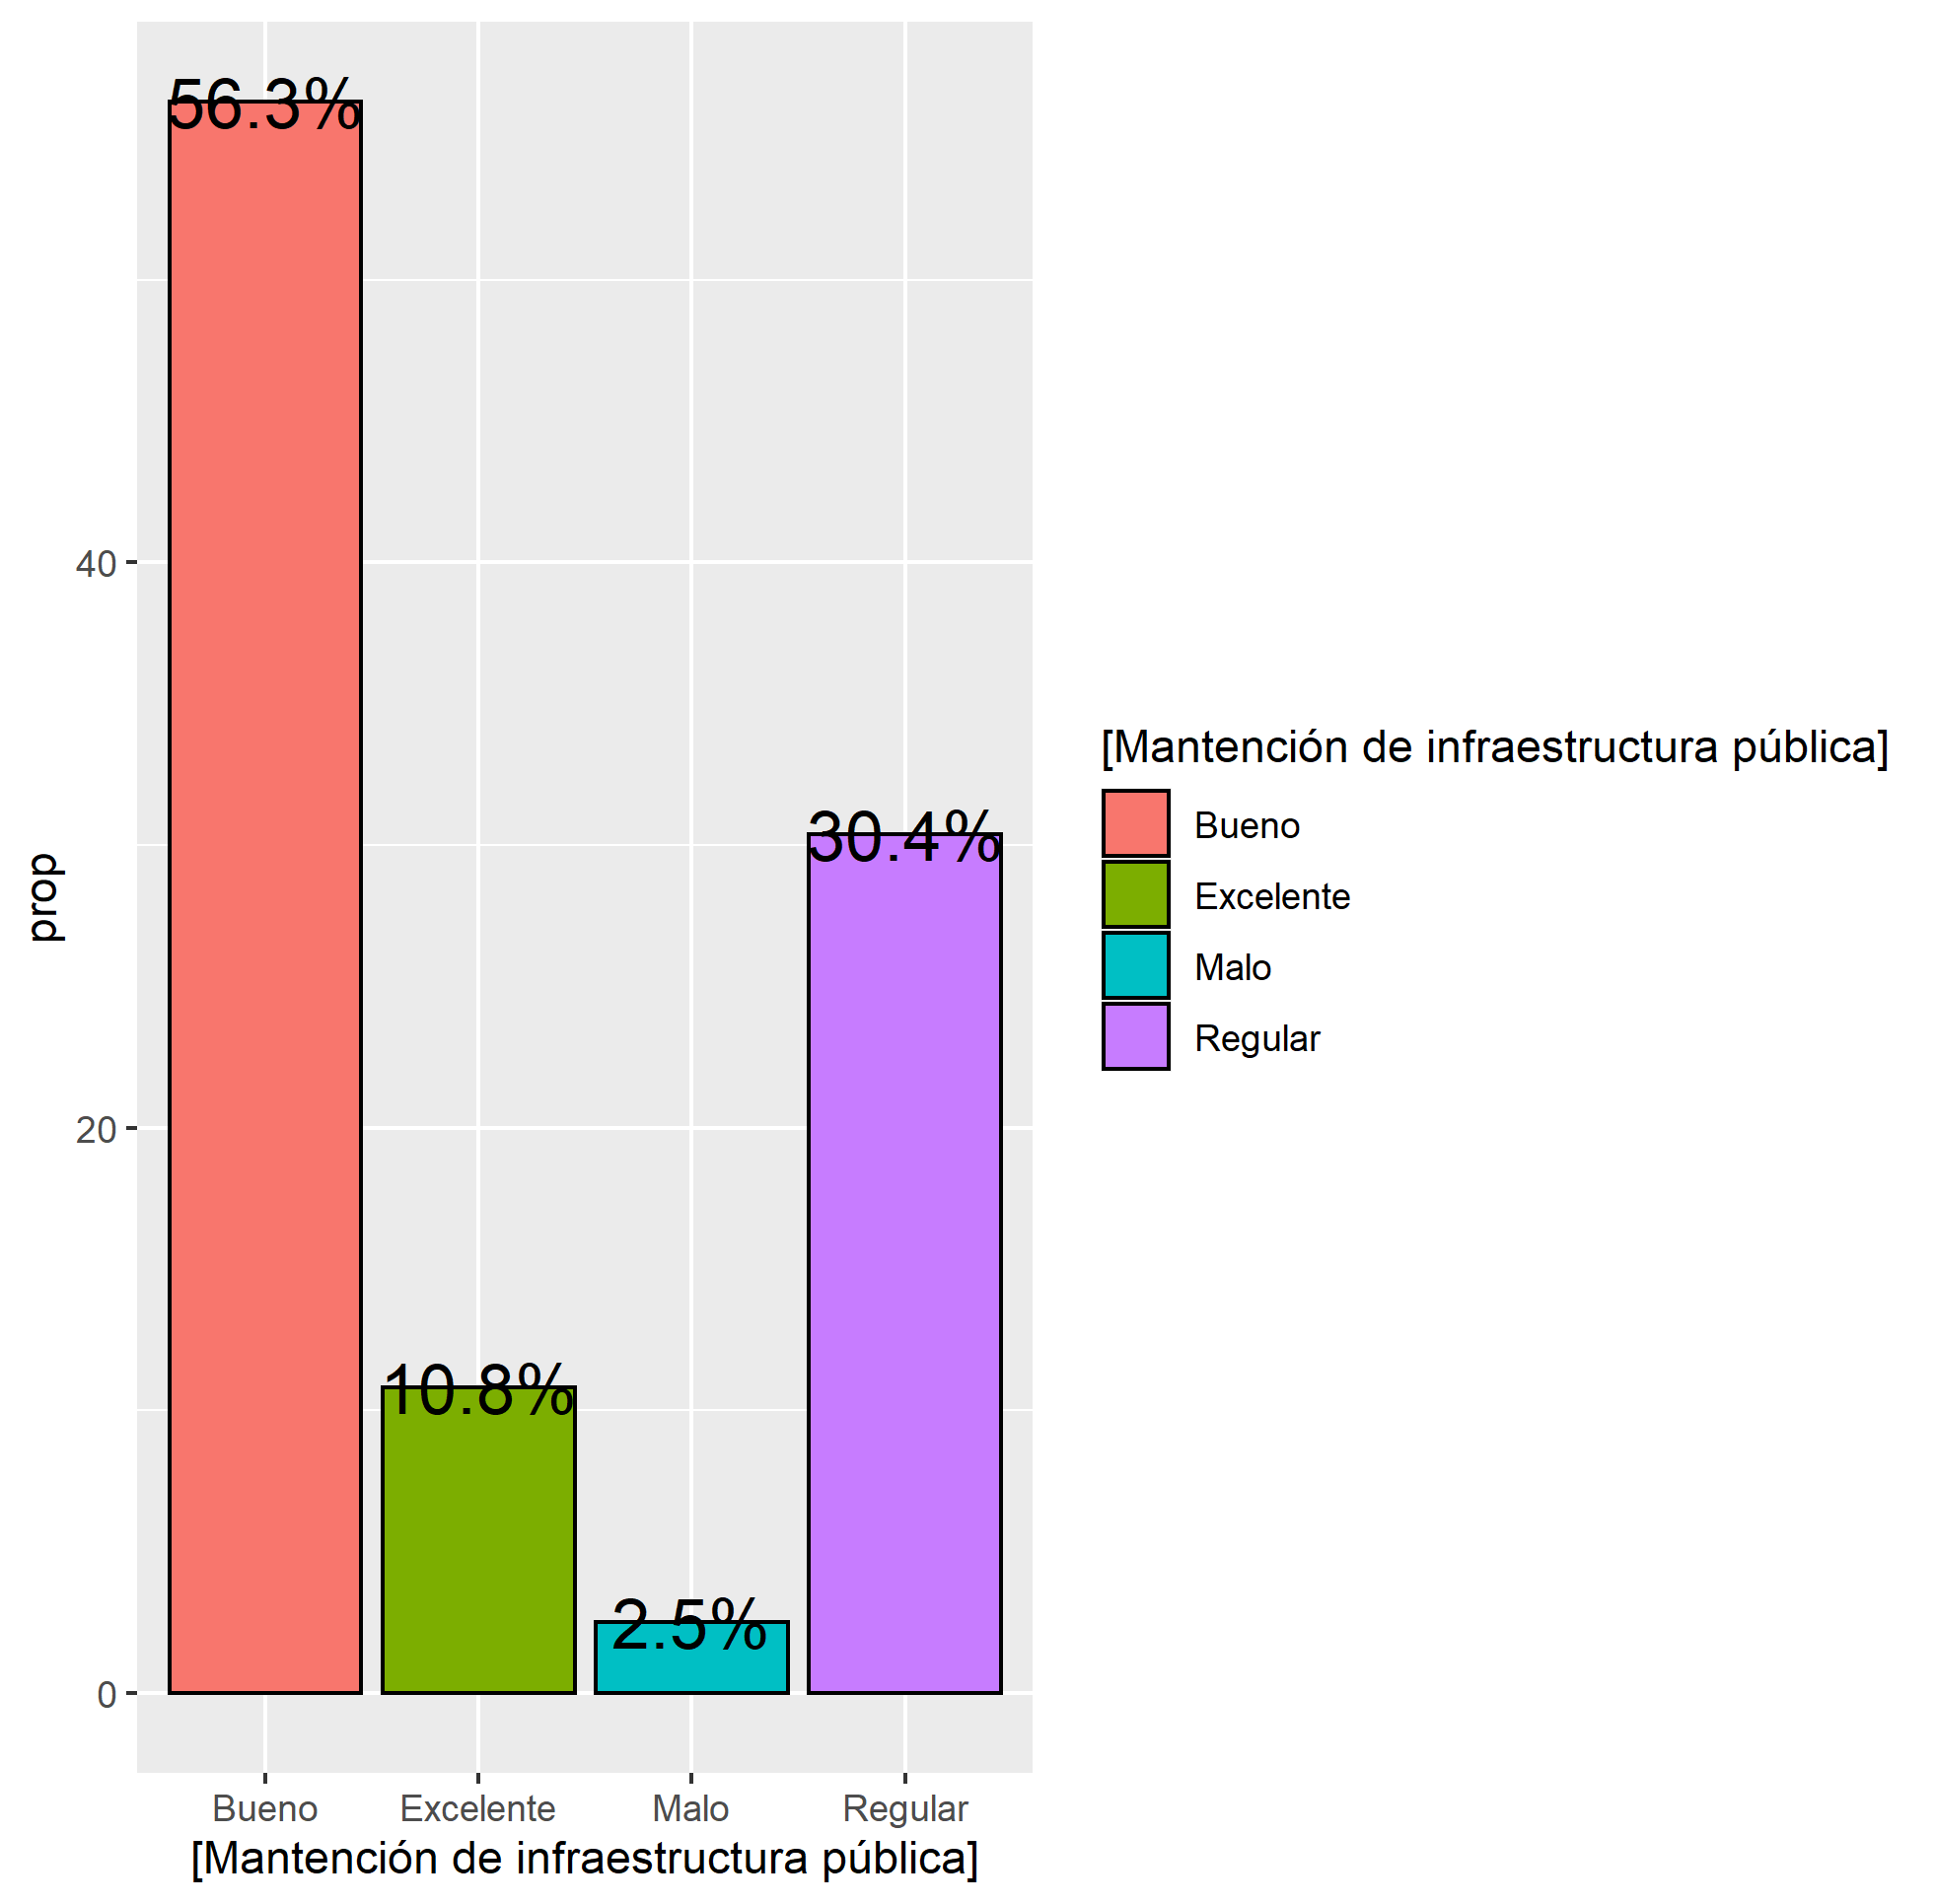 56.3%
40
[Mantención de infraestructura pública]
Bueno
30.4%
prop
Excelente
Malo
Regular
20
10.8%
2.5%
0
Bueno Excelente Malo Regular
[Mantención de infraestructura pública]